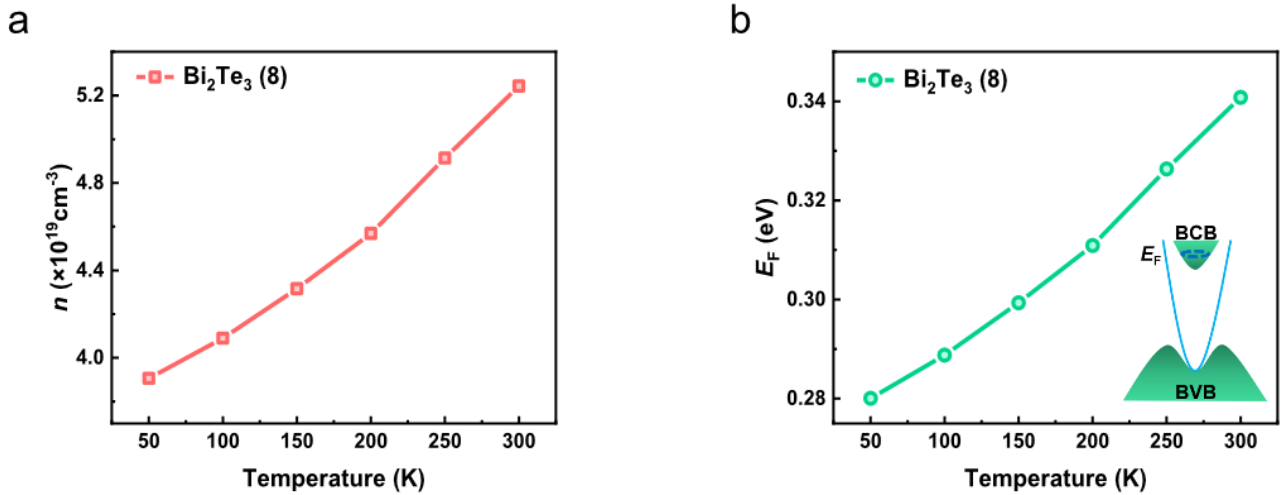 a
Bi₂Te₃ (8)
5.2
4.8
4.4
4.0
n (×10¹⁹cm⁻³)
50 100 150 200 250 300
Temperature (K)
b
Bi₂Te₃ (8)
0.34
0.32
0.30
0.28
E_F (eV)
BCB
E_F
BVB
50 100 150 200 250 300
Temperature (K)